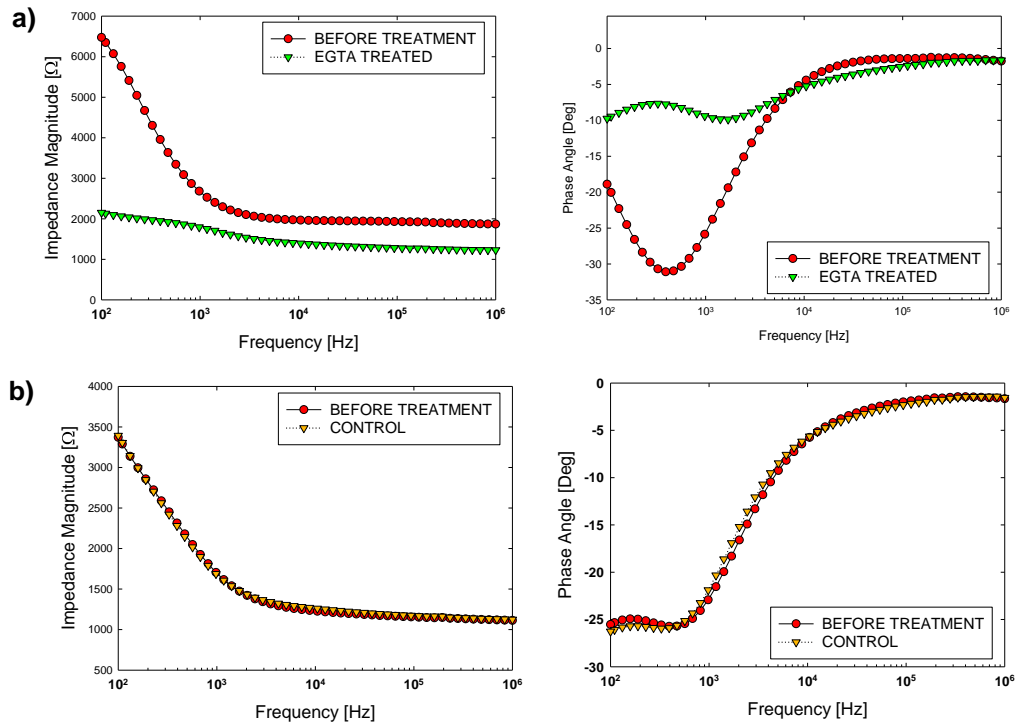 a)
7000
6000
5000
4000
3000
2000
1000
0
Impedance Magnitude [Ω]
BEFORE TREATMENT
EGTA TREATED
10² 10³ 10⁴ 10⁵ 10⁶
Frequency [Hz]
0
-5
-10
-15
-20
-25
-30
-35
Phase Angle [Deg]
BEFORE TREATMENT
EGTA TREATED
10² 10³ 10⁴ 10⁵ 10⁶
Frequency [Hz]
b)
4000
3500
3000
2500
2000
1500
1000
500
Impedance Magnitude [Ω]
BEFORE TREATMENT
CONTROL
10² 10³ 10⁴ 10⁵ 10⁶
Frequency [Hz]
0
-5
-10
-15
-20
-25
-30
Phase Angle [Deg]
BEFORE TREATMENT
CONTROL
10² 10³ 10⁴ 10⁵ 10⁶
Frequency [Hz]